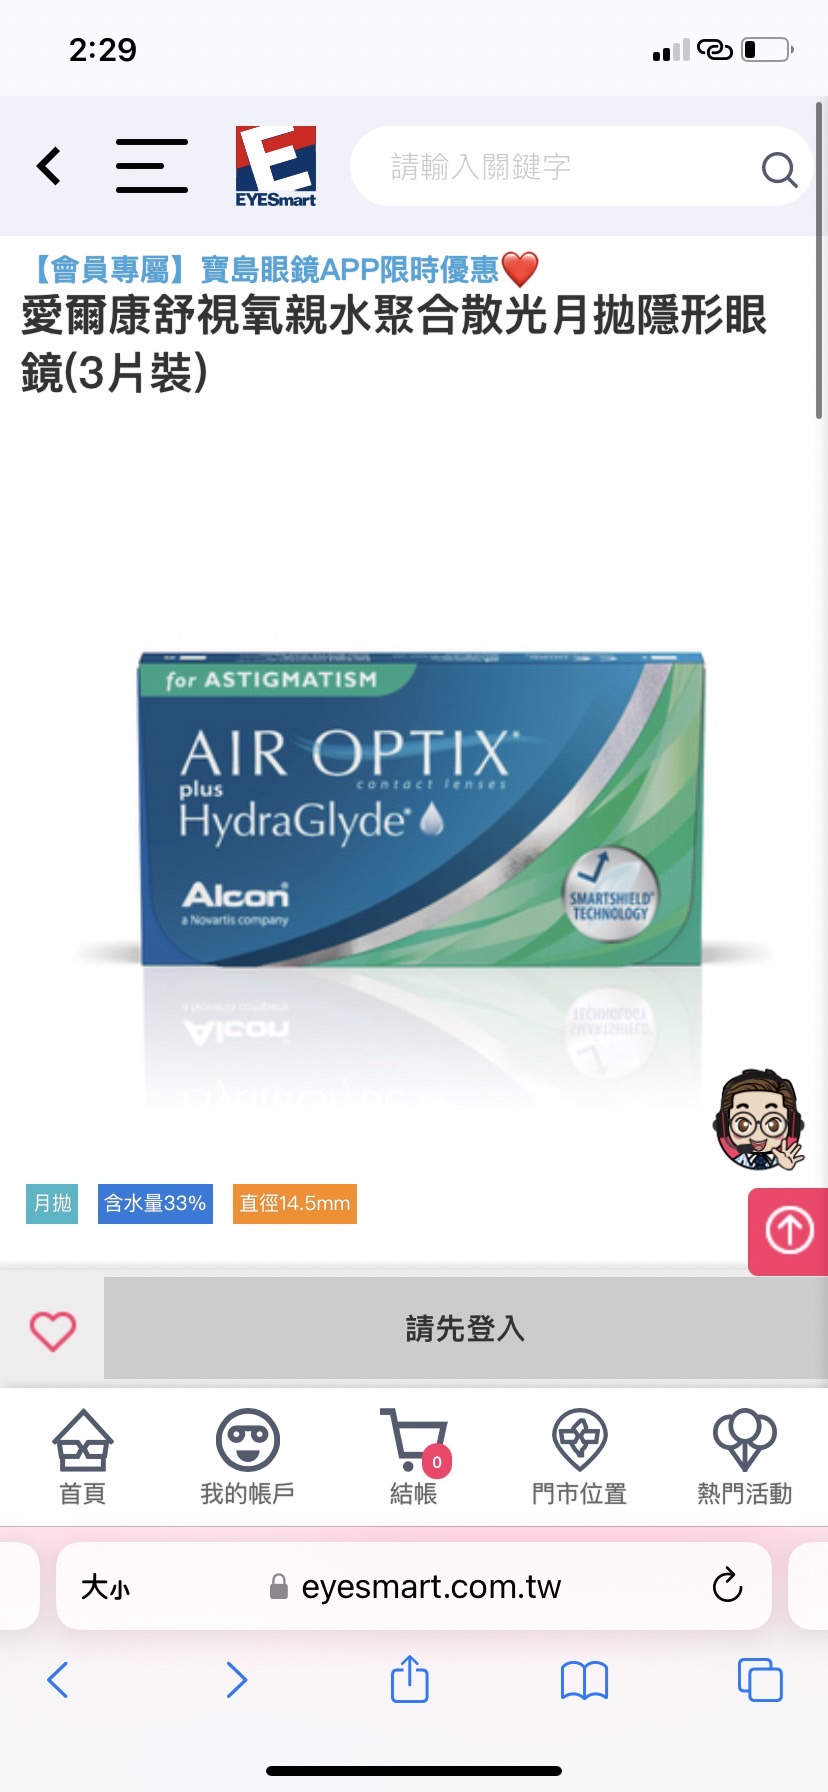 2:29
EYESmart
請輸入關鍵字
【會員專屬】寶島眼鏡APP限時優惠❤️
愛爾康舒視氧親水聚合散光月拋隱形眼
鏡(3片裝)
for ASTIGMATISM
AIR OPTIX
contact lenses
plus
HydraGlyde
Alcon
a Novartis company
SMARTSHIELD
TECHNOLOGY
月拋 含水量33% 直徑14.5mm
請先登入
0
首頁 我的帳戶 結帳 門市位置 熱門活動
大小 eyesmart.com.tw